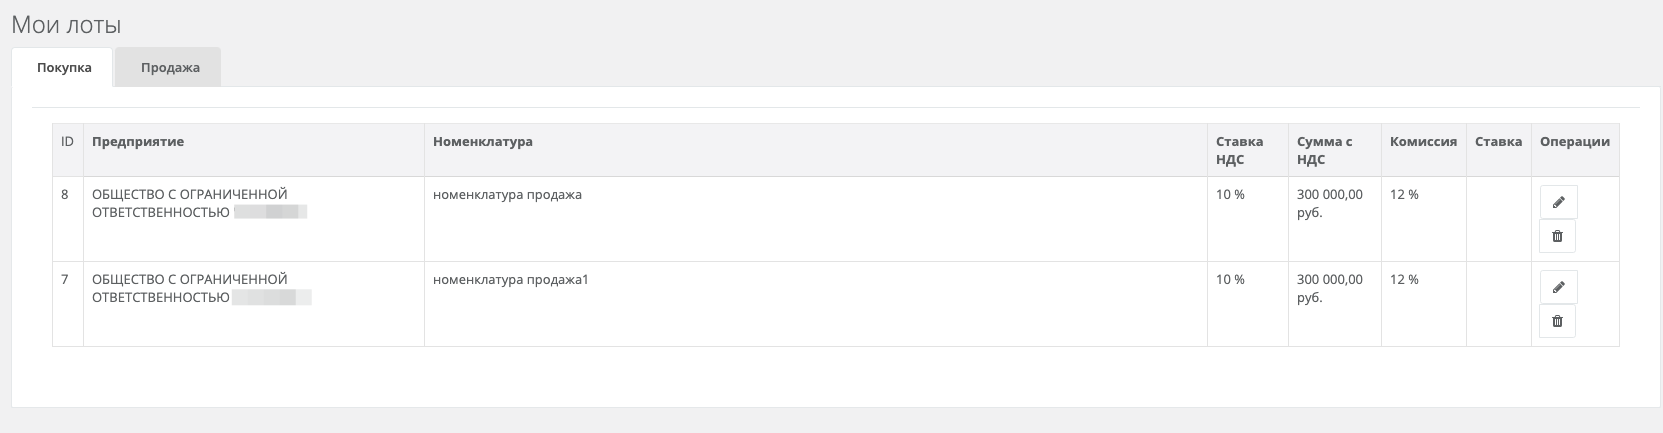 Мои лоты
Покупка
Продажа
ID
Предприятие
Номенклатура
Ставка
НДС
Сумма с
НДС
Комиссия
Ставка
Операции
8
ОБЩЕСТВО С ОГРАНИЧЕННОЙ
ОТВЕТСТВЕННОСТЬЮ
номенклатура продажа
10 %
300 000,00
руб.
12 %
7
ОБЩЕСТВО С ОГРАНИЧЕННОЙ
ОТВЕТСТВЕННОСТЬЮ
номенклатура продажа1
10 %
300 000,00
руб.
12 %